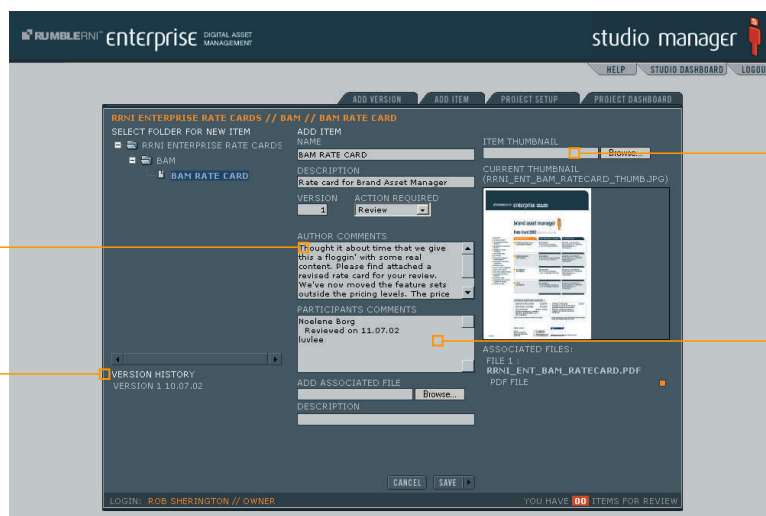 RUMBLERNI™ enterprise DIGITAL ASSET MANAGEMENT
studio manager
HELP STUDIO DASHBOARD LOGOU
ADD VERSION ADD ITEM PROJECT SETUP PROJECT DASHBOARD
RRNI ENTERPRISE RATE CARDS // BAM // BAM RATE CARD
SELECT FOLDER FOR NEW ITEM
RRNI ENTERPRISE RATE CARDS
BAM
BAM RATE CARD
VERSION HISTORY
VERSION 1 10.07.02
ADD ITEM
NAME
BAM RATE CARD
DESCRIPTION
Rate card for Brand Asset Manager
VERSION ACTION REQUIRED
1 Review
AUTHOR COMMENTS
Thought it about time that we give
this a floggin' with some real
content. Please find attached a
revised rate card for your review.
We've now moved the feature sets
outside the pricing levels. The price
PARTICIPANTS COMMENTS
Noelene Borg
Revieved on 11.07.02
luvlee
ADD ASSOCIATED FILE
Browse...
DESCRIPTION
CANCEL SAVE
ITEM THUMBNAIL
Browse...
CURRENT THUMBNAIL
(RRNI_ENT_BAM_RATECARD_THUMB.JPG)
enterprise
brand asset manager
Rate Card 2002
ASSOCIATED FILES:
FILE 1 :
RRNI_ENT_BAM_RATECARD.PDF
PDF FILE
LOGIN: ROB SHERINGTON // OWNER
YOU HAVE 00 ITEMS FOR REVIEW